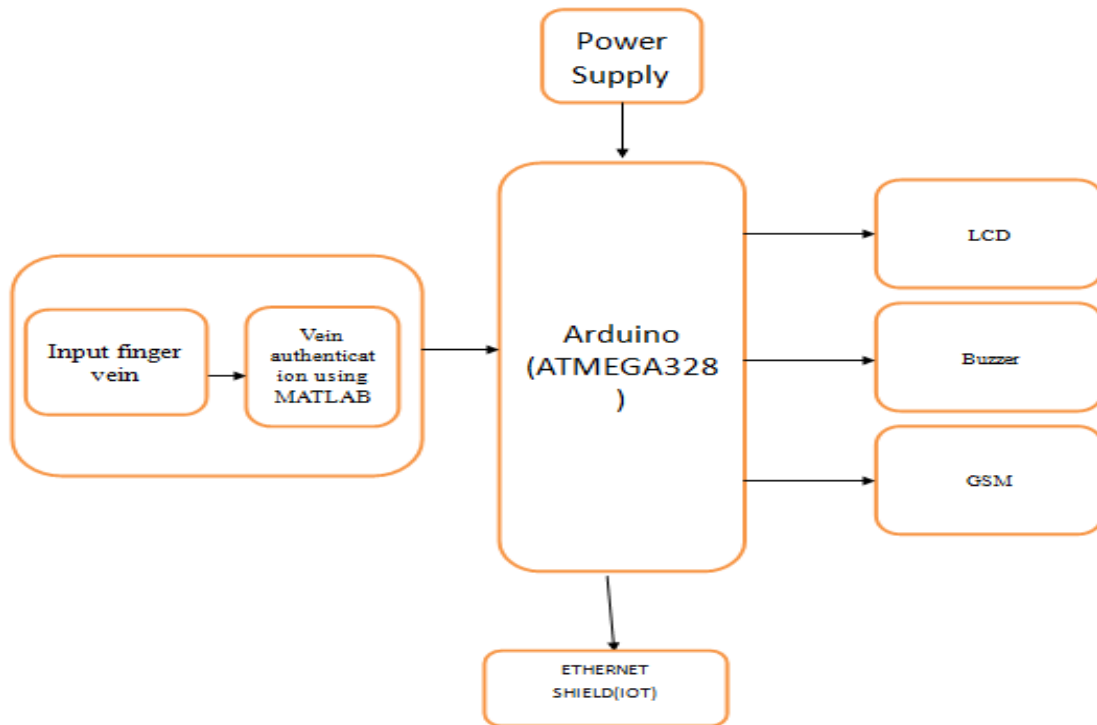 Power
Supply
Input finger
vein
Vein
authenticat
ion using
MATLAB
Arduino
(ATMEGA328
)
LCD
Buzzer
GSM
ETHERNET
SHIELD(IOT)